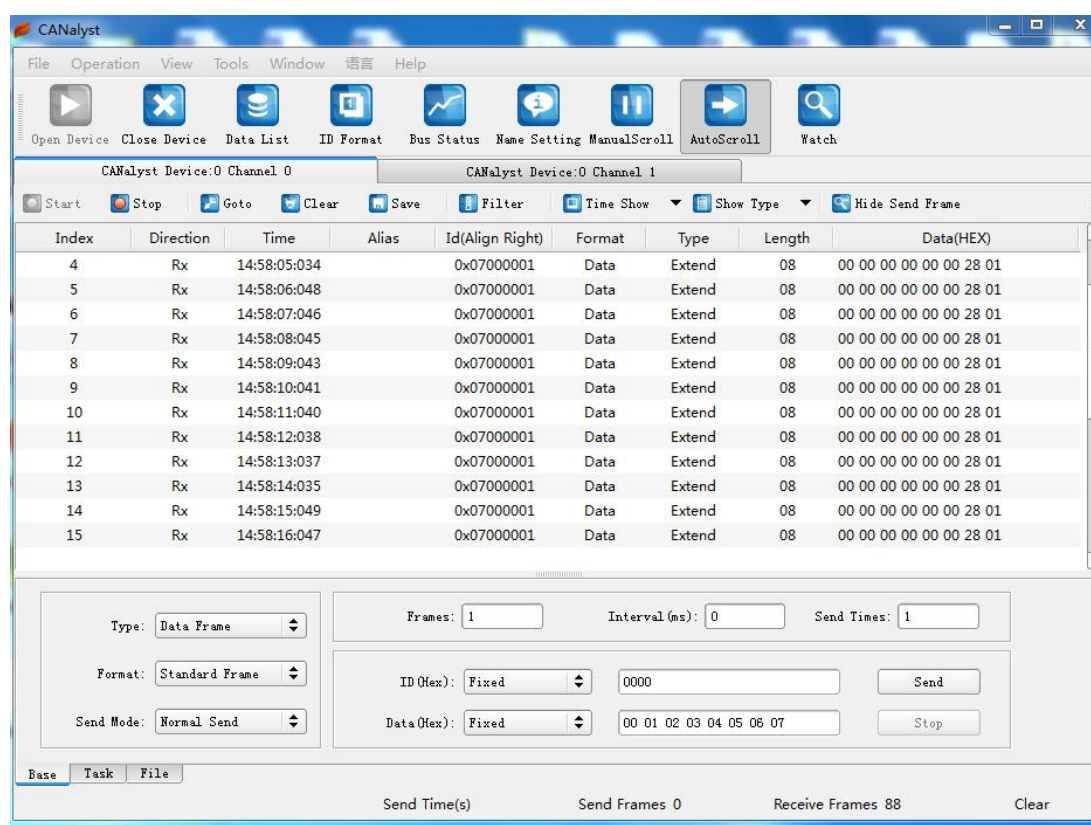 CANalyst
File Operation View Tools Window 语言 Help
Open Device Close Device Data List ID Format Bus Status Name Setting ManualScroll AutoScroll Watch
CANalyst Device:0 Channel 0 CANalyst Device:0 Channel 1
Start Stop Goto Clear Save Filter Time Show Show Type Hide Send Frame
Index Direction Time Alias Id(Align Right) Format Type Length Data(HEX)
4 Rx 14:58:05:034 0x07000001 Data Extend 08 00 00 00 00 00 00 28 01
5 Rx 14:58:06:048 0x07000001 Data Extend 08 00 00 00 00 00 00 28 01
6 Rx 14:58:07:046 0x07000001 Data Extend 08 00 00 00 00 00 00 28 01
7 Rx 14:58:08:045 0x07000001 Data Extend 08 00 00 00 00 00 00 28 01
8 Rx 14:58:09:043 0x07000001 Data Extend 08 00 00 00 00 00 00 28 01
9 Rx 14:58:10:041 0x07000001 Data Extend 08 00 00 00 00 00 00 28 01
10 Rx 14:58:11:040 0x07000001 Data Extend 08 00 00 00 00 00 00 28 01
11 Rx 14:58:12:038 0x07000001 Data Extend 08 00 00 00 00 00 00 28 01
12 Rx 14:58:13:037 0x07000001 Data Extend 08 00 00 00 00 00 00 28 01
13 Rx 14:58:14:035 0x07000001 Data Extend 08 00 00 00 00 00 00 28 01
14 Rx 14:58:15:049 0x07000001 Data Extend 08 00 00 00 00 00 00 28 01
15 Rx 14:58:16:047 0x07000001 Data Extend 08 00 00 00 00 00 00 28 01
Frames: 1 Interval(ms): 0 Send Times: 1
Type: Data Frame
Format: Standard Frame
ID(Hex): Fixed 0000 Send
Send Mode: Normal Send
Data(Hex): Fixed 00 01 02 03 04 05 06 07 Stop
Base Task File
Send Time(s) Send Frames 0 Receive Frames 88 Clear